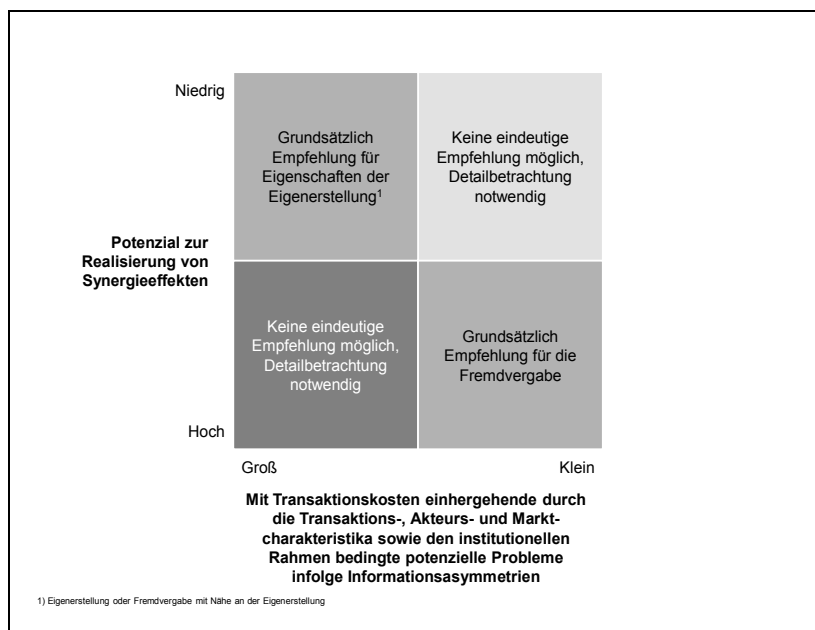 Niedrig
Grundsätzlich
Empfehlung für
Eigenschaften der
Eigenerstellung1
Keine eindeutige
Empfehlung möglich,
Detailbetrachtung
notwendig
Potenzial zur
Realisierung von
Synergieeffekten
Keine eindeutige
Empfehlung möglich,
Detailbetrachtung
notwendig
Grundsätzlich
Empfehlung für die
Fremdvergabe
Hoch
Groß
Klein
Mit Transaktionskosten einhergehende durch
die Transaktions-, Akteurs- und Markt-
charakteristika sowie den institutionellen
Rahmen bedingte potenzielle Probleme
infolge Informationsasymmetrien
1) Eigenerstellung oder Fremdvergabe mit Nähe an der Eigenerstellung